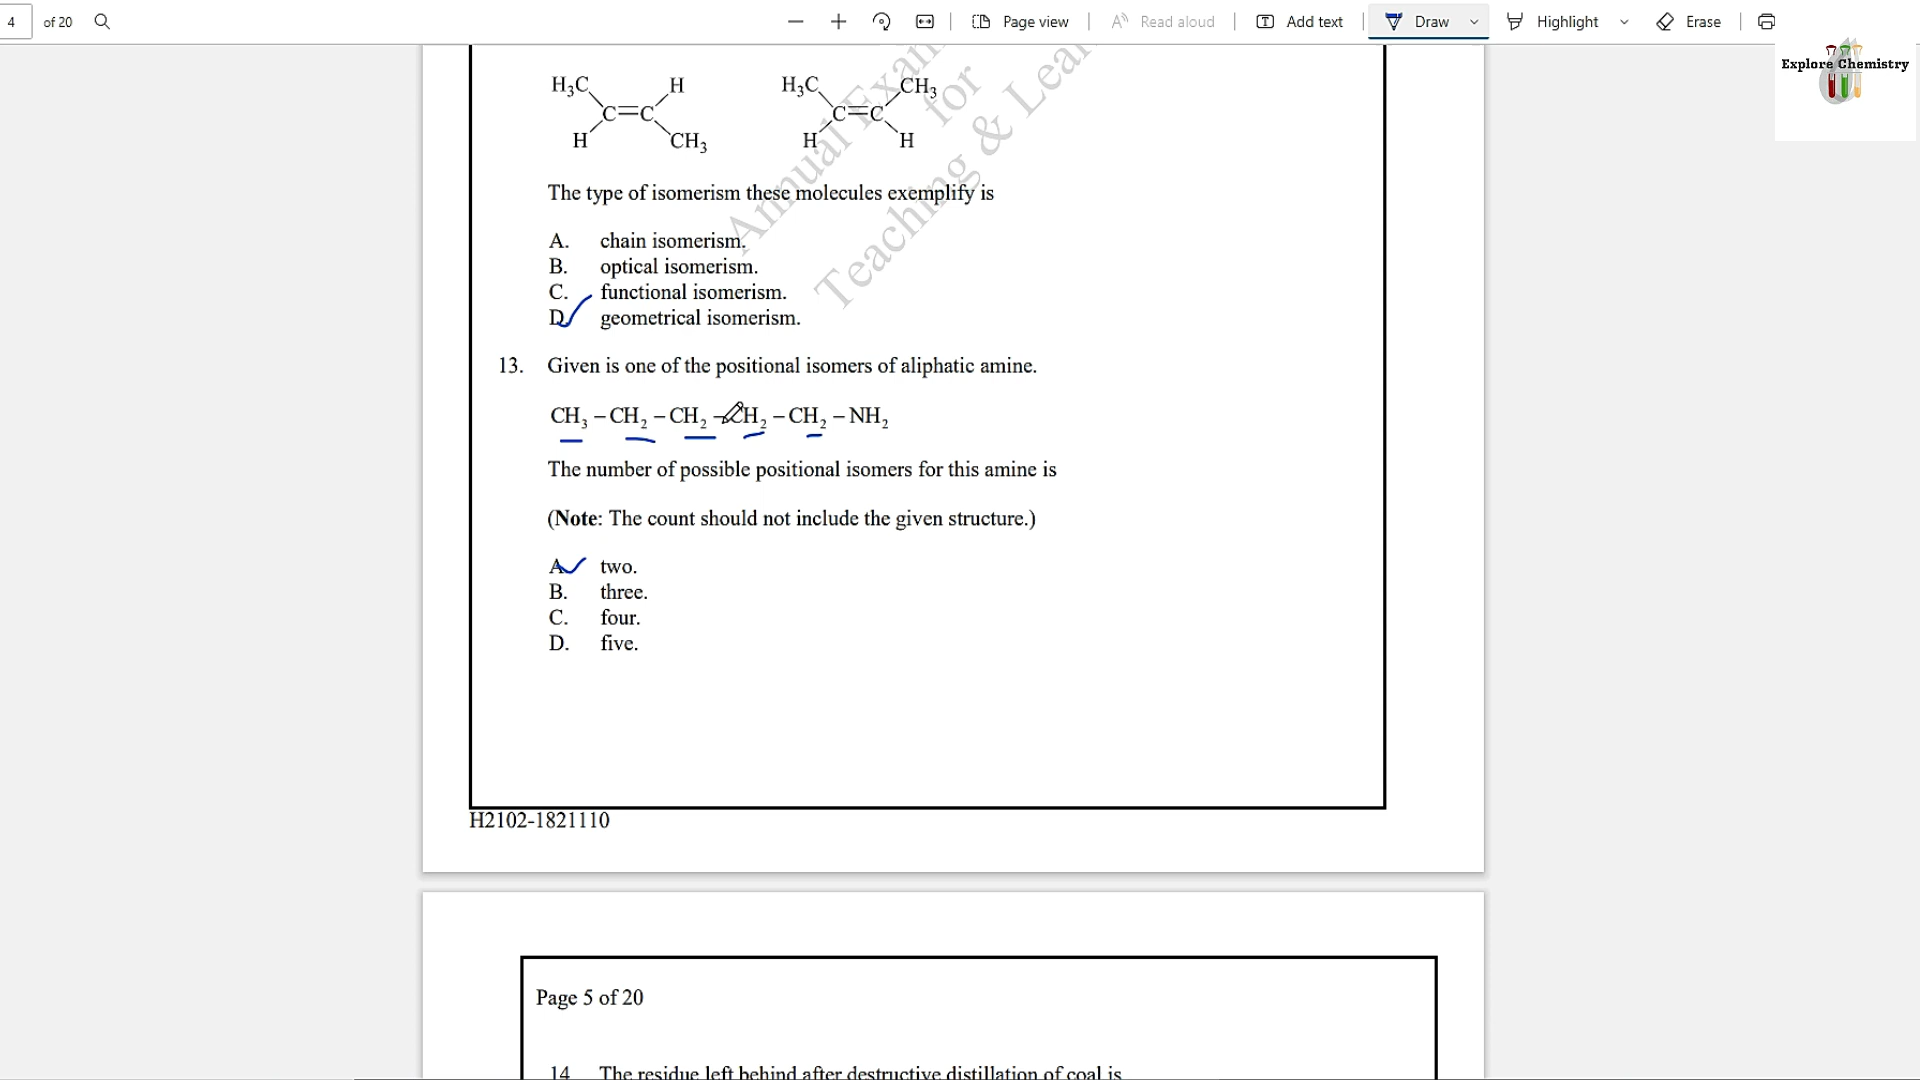 4 of 20 Page view Read aloud Add text Draw Highlight Erase
Explore Chemistry
Annual Exam
for
Teaching & Lear
H₃C H H₃C CH₃
C=C C=C
H CH₃ H H
The type of isomerism these molecules exemplify is
A. chain isomerism.
B. optical isomerism.
C. functional isomerism.
D. geometrical isomerism.
13. Given is one of the positional isomers of aliphatic amine.
CH₃ – CH₂ – CH₂ – CH₂ – CH₂ – NH₂
The number of possible positional isomers for this amine is
(Note: The count should not include the given structure.)
A. two.
B. three.
C. four.
D. five.
H2102-1821110
Page 5 of 20
14 The residue left behind after destructive distillation of coal is